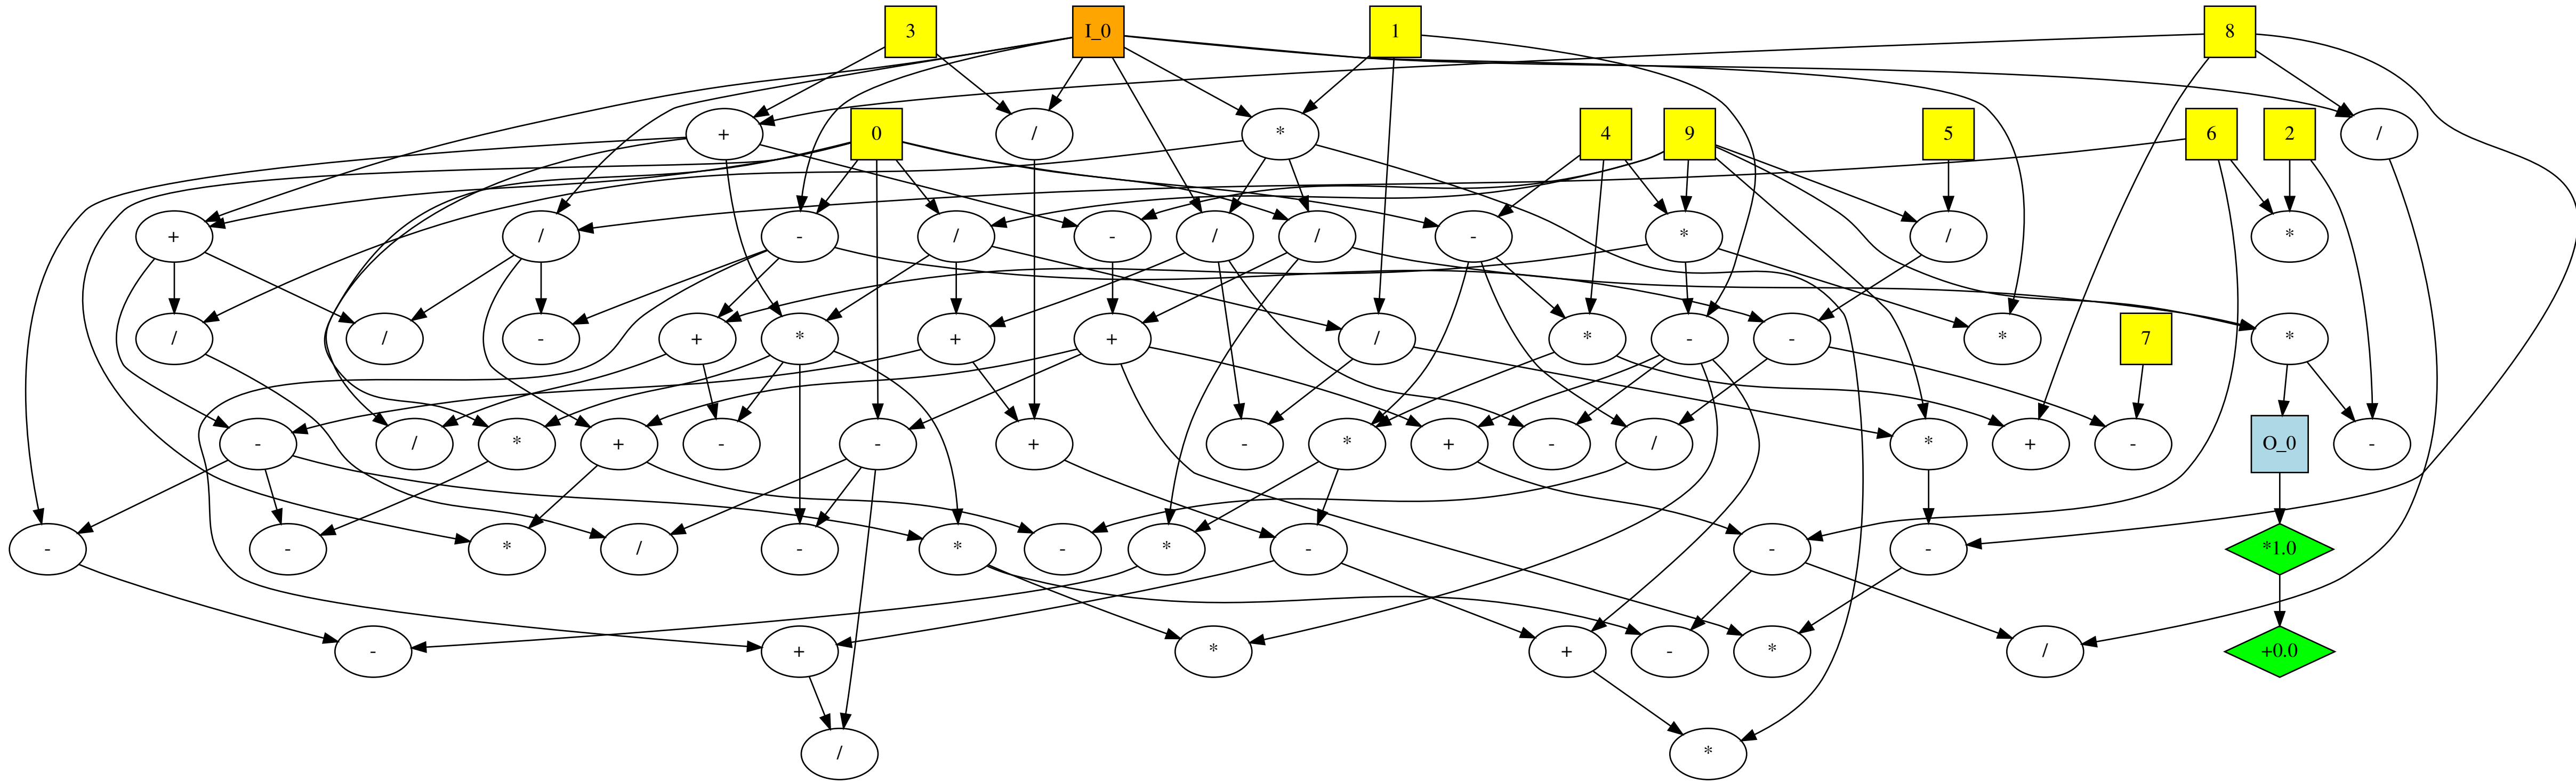 3 I_0 1 8
+ 0 / * 4 9 5 6 2 /
+ / - / - / / - * / *
/ / - + * + + / * - - * 7 *
- / * + - - + - * + - / * + - O_0 -
- - * / - * - * - - - *1.0
- + * + - * / +0.0
/ *